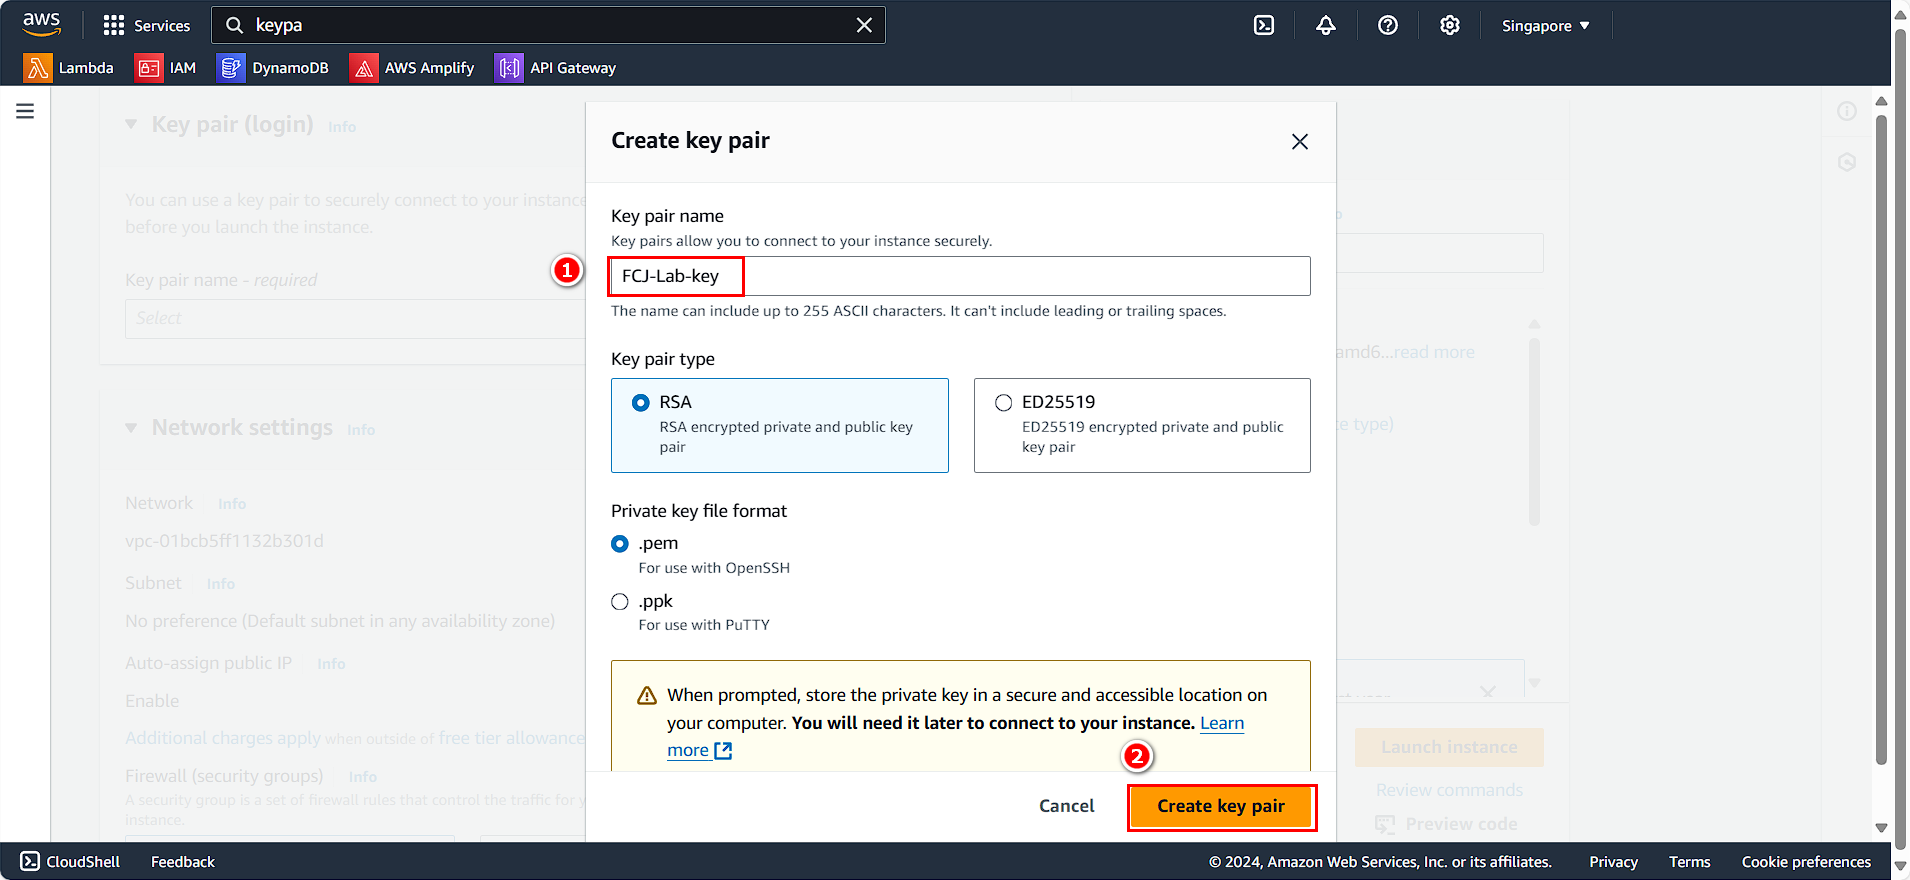 aws
Services
keypa
Singapore
Lambda
IAM
DynamoDB
AWS Amplify
API Gateway
Key pair (login) Info
You can use a key pair to securely connect to your instance
before you launch the instance.
Key pair name - required
Select
Network settings Info
Network Info
vpc-01bcb5ff1132b301d
Subnet Info
No preference (Default subnet in any availability zone)
Auto-assign public IP Info
Enable
Additional charges apply when outside of free tier allowance
Firewall (security groups) Info
A security group is a set of firewall rules that control the traffic for y
instance.
Create key pair
Key pair name
Key pairs allow you to connect to your instance securely.
1
FCJ-Lab-key
The name can include up to 255 ASCII characters. It can't include leading or trailing spaces.
Key pair type
RSA
RSA encrypted private and public key
pair
ED25519
ED25519 encrypted private and public
key pair
Private key file format
.pem
For use with OpenSSH
.ppk
For use with PuTTY
When prompted, store the private key in a secure and accessible location on
your computer. You will need it later to connect to your instance. Learn
more
2
Cancel
Create key pair
amd6...read more
e type)
Launch instance
Review commands
Preview code
CloudShell
Feedback
© 2024, Amazon Web Services, Inc. or its affiliates.
Privacy
Terms
Cookie preferences